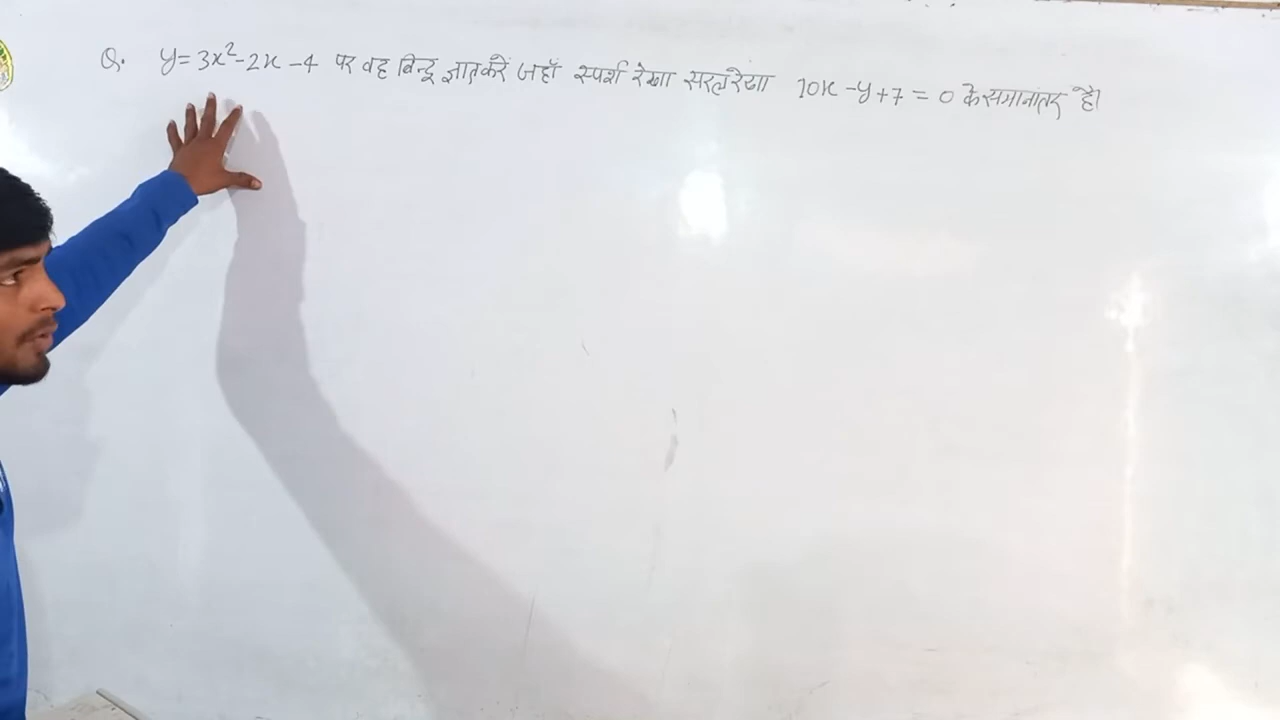 Q. y = 3x² - 2x - 4 पर वह बिन्दू ज्ञात करें जहाँ स्पर्श रेखा सरल रेखा 10x - y + 7 = 0 के समानांतर है।